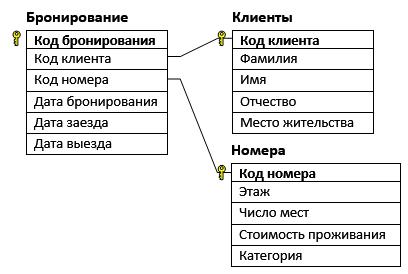 Бронирование
Код бронирования
Код клиента
Код номера
Дата бронирования
Дата заезда
Дата выезда
Клиенты
Код клиента
Фамилия
Имя
Отчество
Место жительства
Номера
Код номера
Этаж
Число мест
Стоимость проживания
Категория